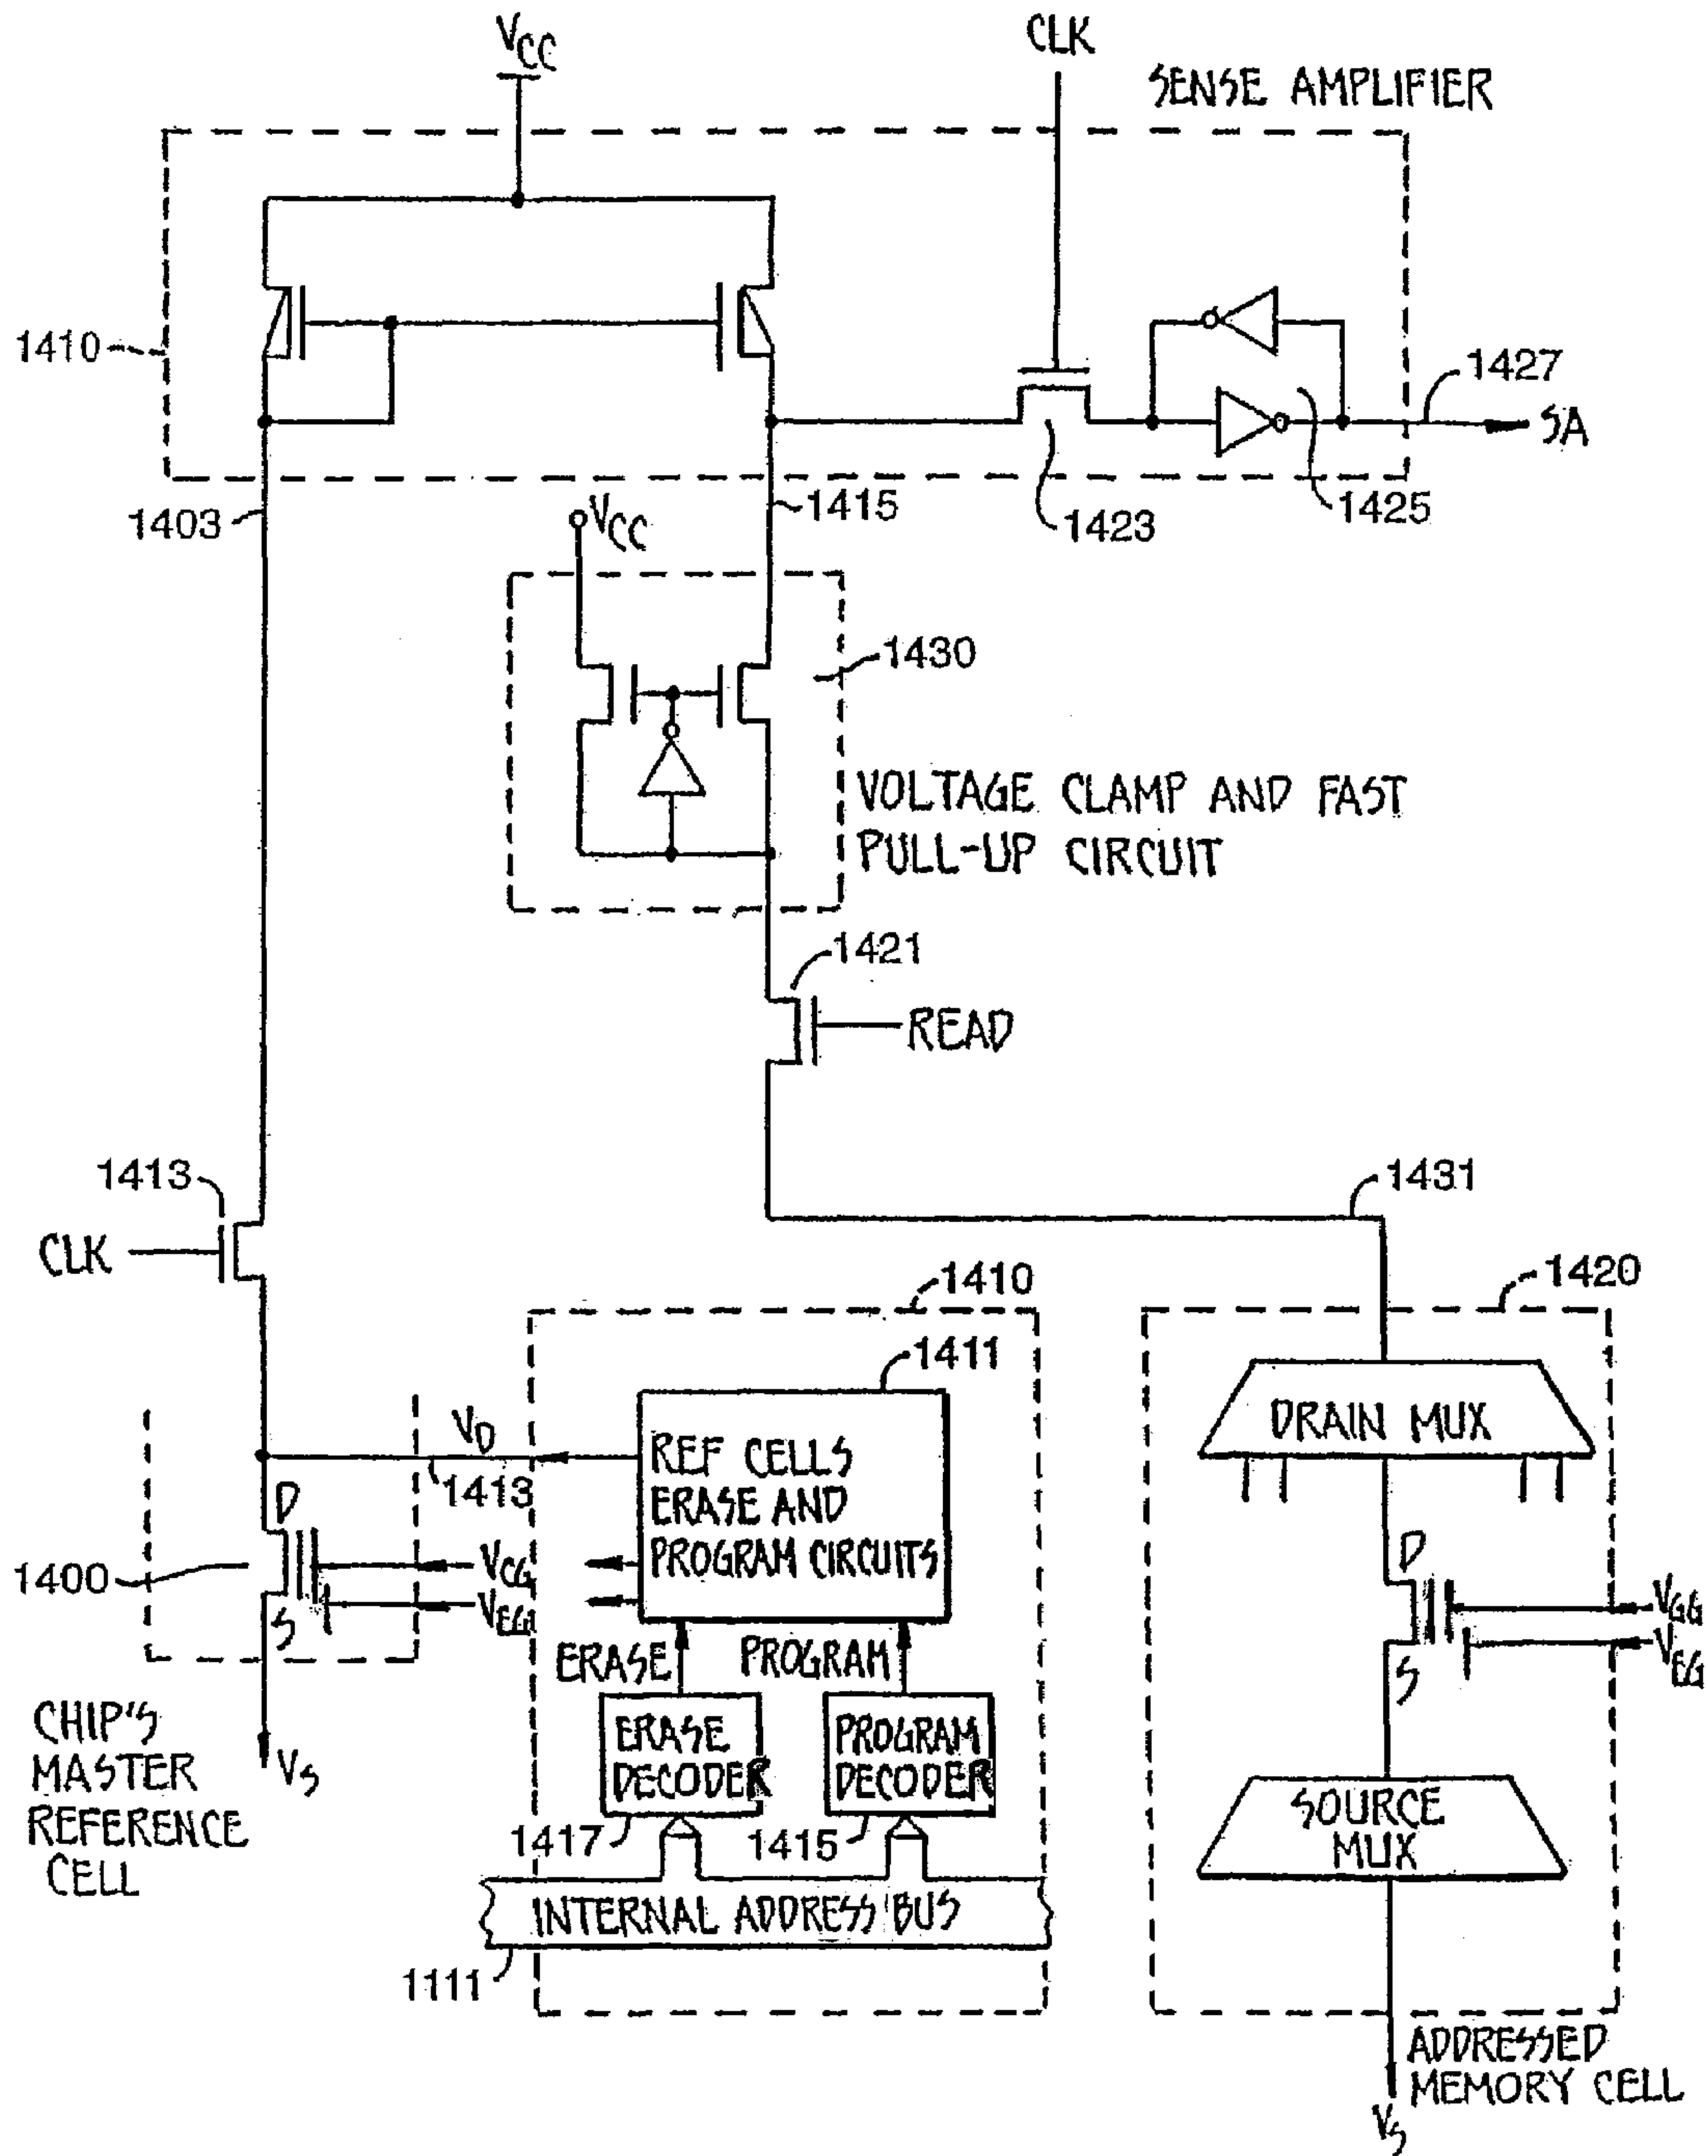 VCC
CLK
SENSE AMPLIFIER
1410
1427
SA
1403
1415
1423
1425
VCC
1430
VOLTAGE CLAMP AND FAST
PULL-UP CIRCUIT
1421
READ
1413
1431
CLK
1410
1420
1411
DRAIN MUX
VD
1413
REF CELLS
ERASE AND
PROGRAM CIRCUITS
D
1400
VCG
VEG
S
D
VGG
VEG
S
ERASE
PROGRAM
CHIP'S
MASTER
REFERENCE
CELL
VS
ERASE
DECODER
PROGRAM
DECODER
1417
1415
SOURCE
MUX
INTERNAL ADDRESS BUS
1111
ADDRESSED
MEMORY CELL
VS